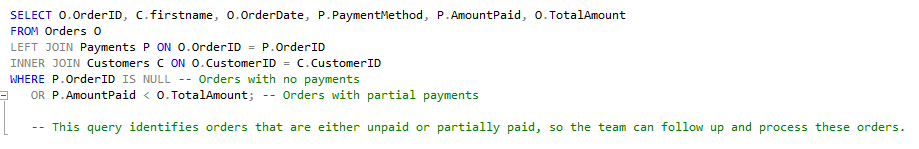 SELECT O.OrderID, C.firstname, O.OrderDate, P.PaymentMethod, P.AmountPaid, O.TotalAmount
FROM Orders O
LEFT JOIN Payments P ON O.OrderID = P.OrderID
INNER JOIN Customers C ON O.CustomerID = C.CustomerID
WHERE P.OrderID IS NULL -- Orders with no payments
OR P.AmountPaid < O.TotalAmount; -- Orders with partial payments
-- This query identifies orders that are either unpaid or partially paid, so the team can follow up and process these orders.